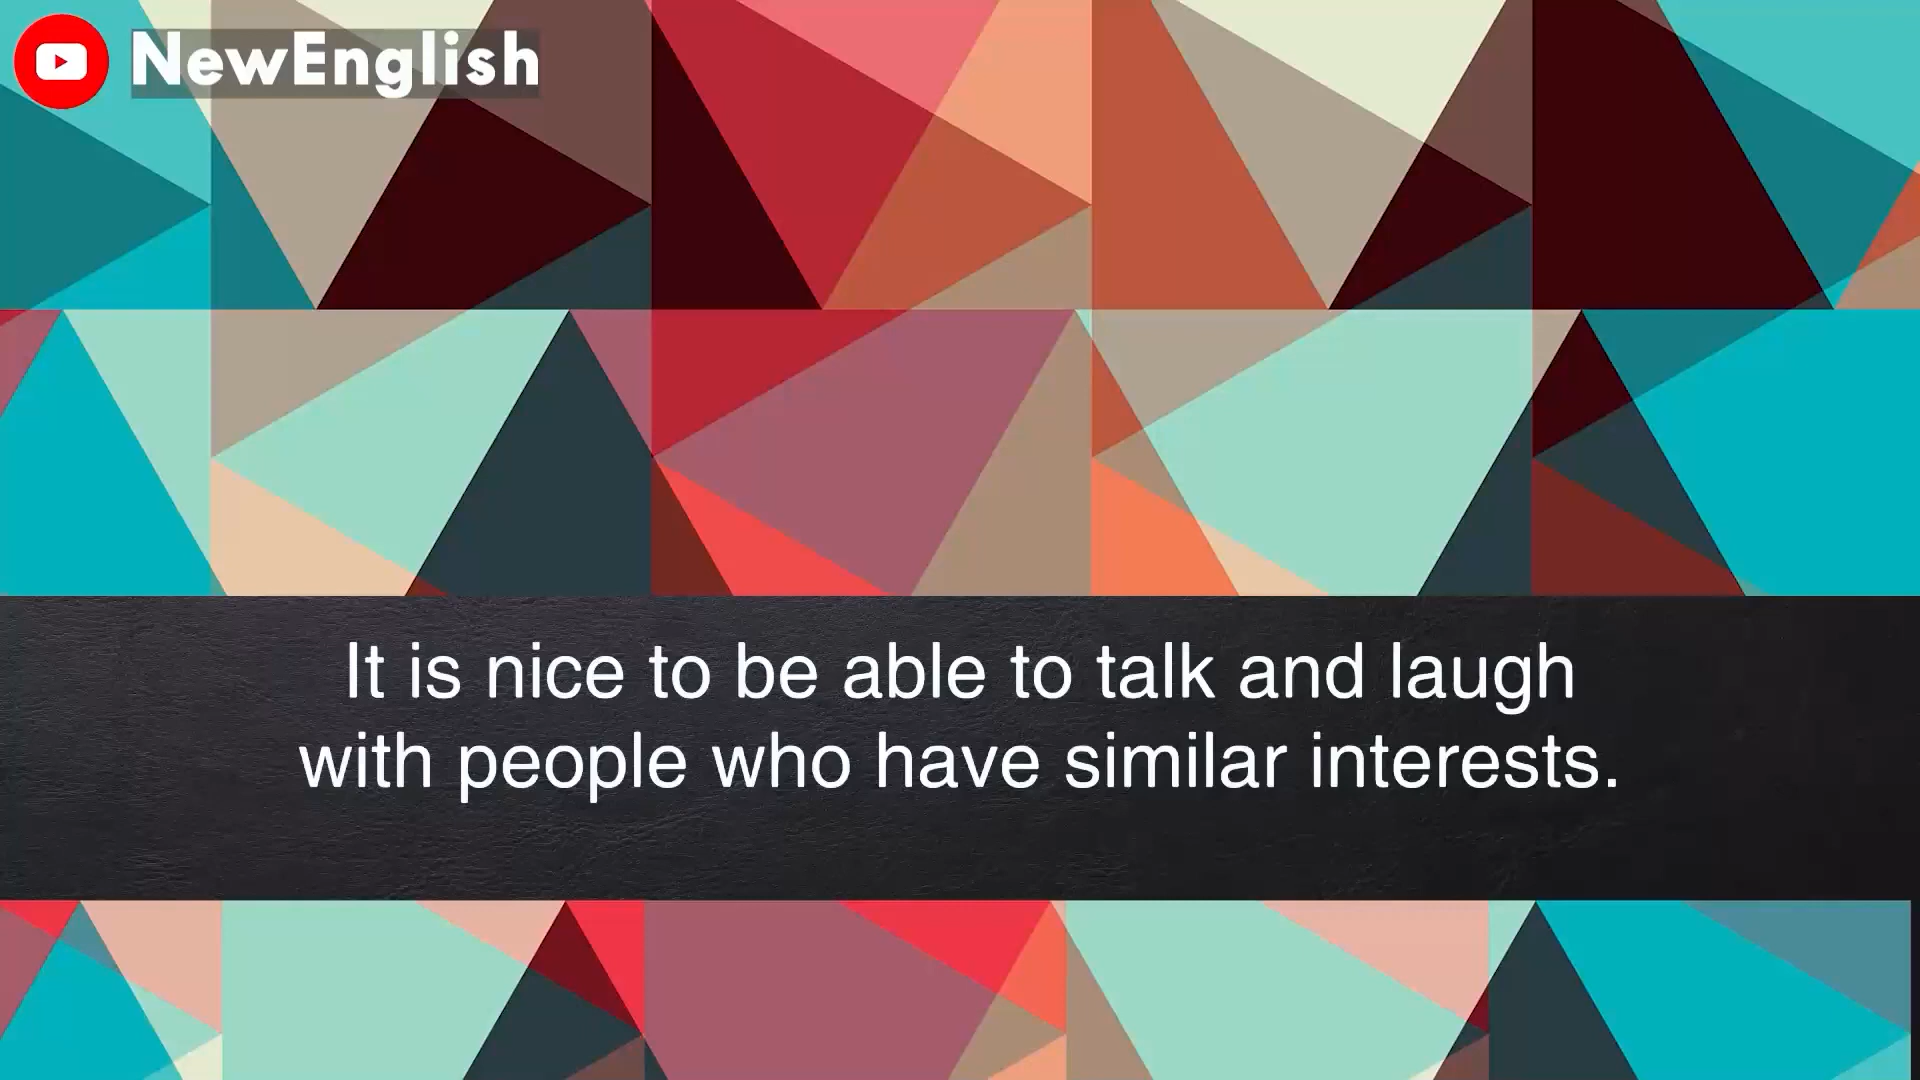 NewEnglish
It is nice to be able to talk and laugh
with people who have similar interests.